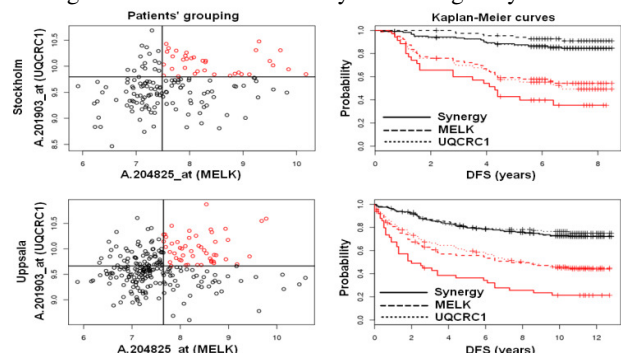 Patients' grouping
Stockholm
A.201903_at (UQCRC1)
8.5 9.0 9.5 10.0 10.5
6 7 8 9 10
A.204825_at (MELK)
Kaplan-Meier curves
Probability
0.0 0.2 0.4 0.6 0.8 1.0
Synergy
MELK
UQCRC1
0 2 4 6 8
DFS (years)
Uppsala
A.201903_at (UQCRC1)
9.0 9.5 10.0 10.5
6 7 8 9 10
A.204825_at (MELK)
Probability
0.0 0.2 0.4 0.6 0.8 1.0
Synergy
MELK
UQCRC1
0 2 4 6 8 10 12
DFS (years)